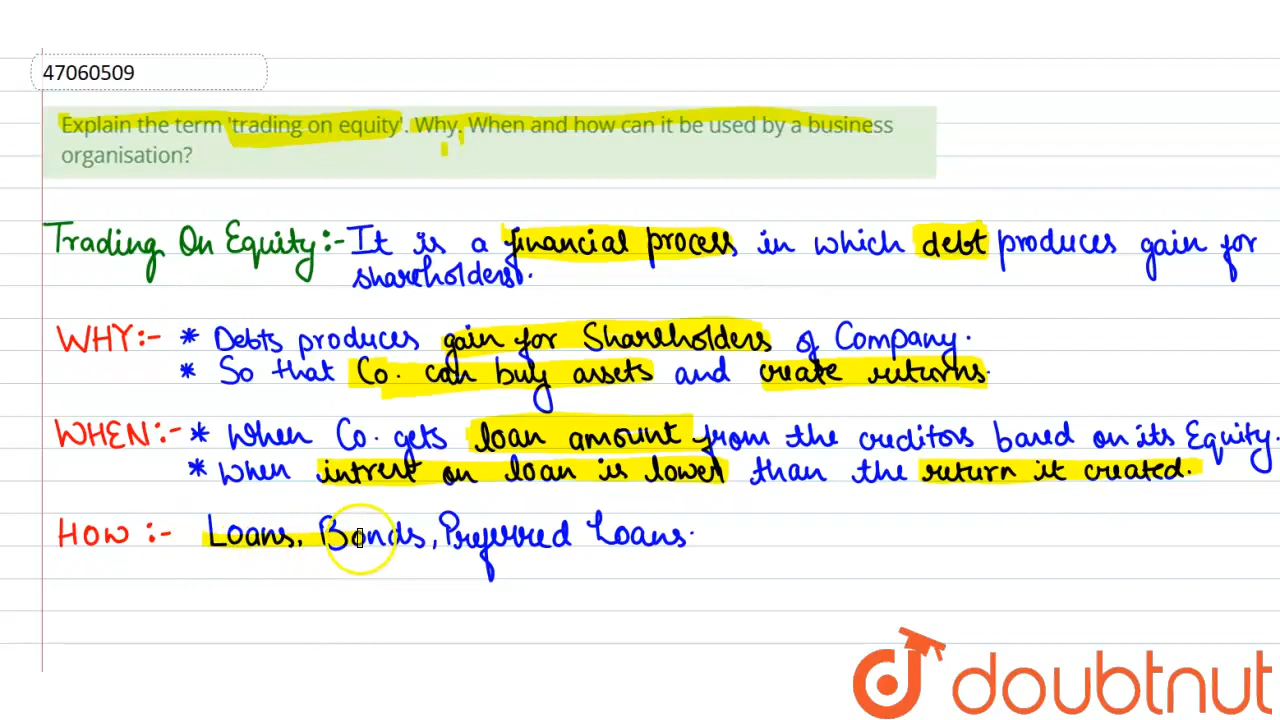 47060509
Explain the term 'trading on equity'. Why, When and how can it be used by a business
organisation?
Trading On Equity:- It is a financial process in which debt produces gain for
shareholders.
WHY:- * Debts produces gain for Shareholders of Company.
* So that Co. can buy assets and create returns.
WHEN:- * When Co. gets loan amount from the creditors based on its Equity.
* When intrest on loan is lower than the return it created.
HOW :- Loans, Bonds, Preferred Loans.
doubtnut